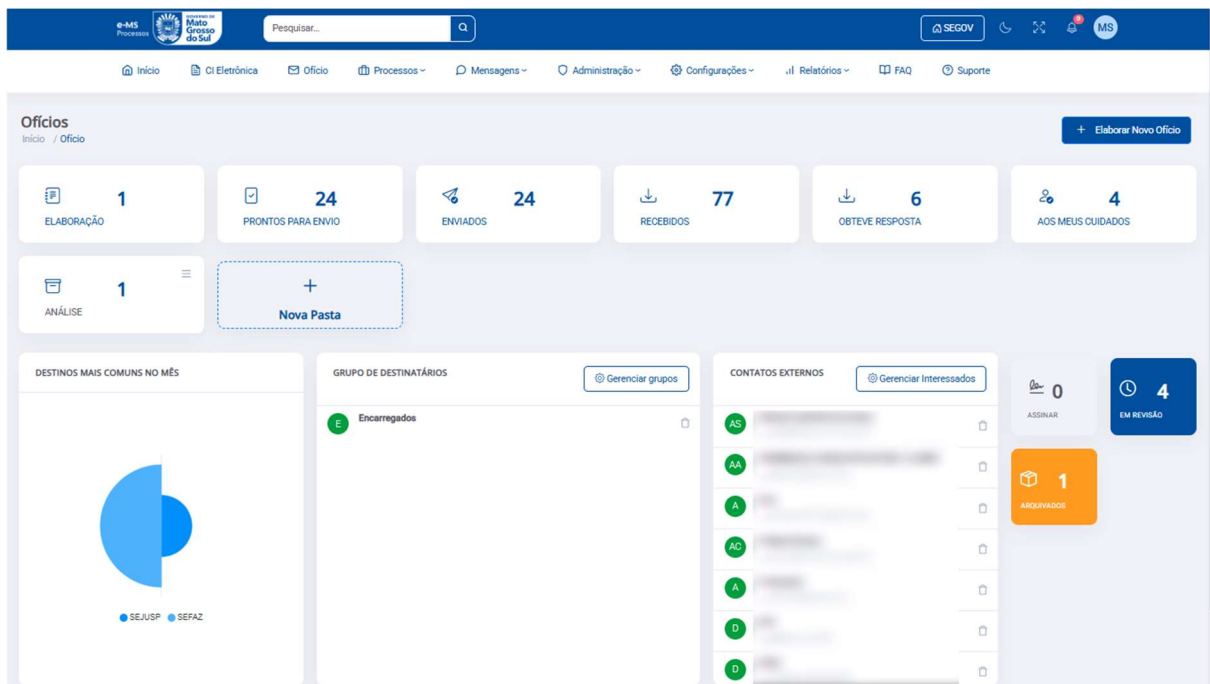 e-MS
Processos
GOVERNO DE
Mato
Grosso
do Sul
Pesquisar...
SEGOV
0
MS
Início
CI Eletrônica
Ofício
Processos
Mensagens
Administração
Configurações
Relatórios
FAQ
Suporte
Ofícios
Início / Ofício
+ Elaborar Novo Ofício
1
ELABORAÇÃO
24
PRONTOS PARA ENVIO
24
ENVIADOS
77
RECEBIDOS
6
OBTEVE RESPOSTA
4
AOS MEUS CUIDADOS
1
ANÁLISE
+
Nova Pasta
DESTINOS MAIS COMUNS NO MÊS
SEJUSP SEFAZ
GRUPO DE DESTINATÁRIOS
Gerenciar grupos
E Encarregados
CONTATOS EXTERNOS
Gerenciar Interessados
AS
AA
A
AC
A
D
D
0
ASSINAR
4
EM REVISÃO
1
ARQUIVADOS